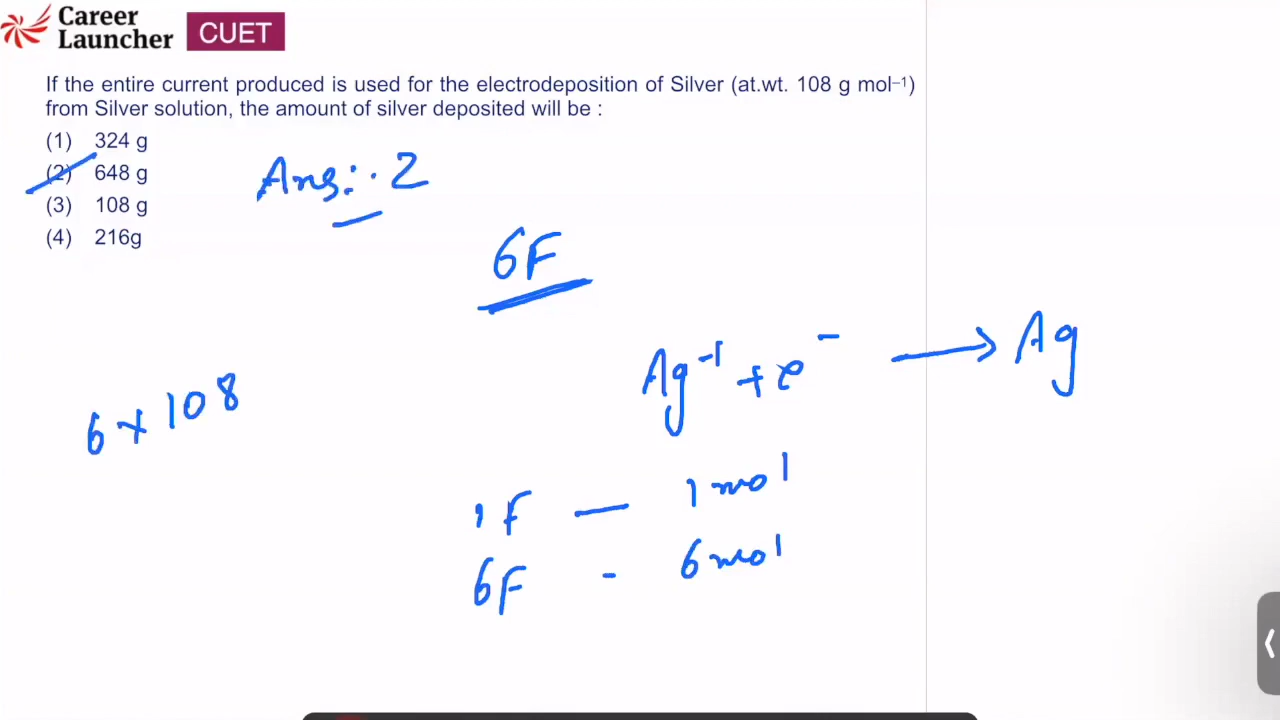 Career
Launcher
CUET
If the entire current produced is used for the electrodeposition of Silver (at.wt. 108 g mol⁻¹)
from Silver solution, the amount of silver deposited will be :
(1) 324 g
(2) 648 g
(3) 108 g
(4) 216g
Ans:· 2
6F
Ag⁻¹ + e⁻ → Ag
6 × 108
1F — 1 mol
6F - 6 mol